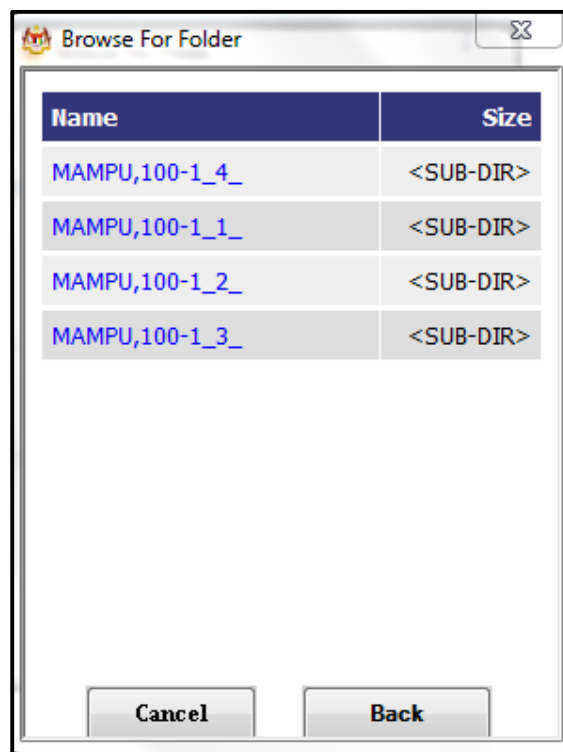 Browse For Folder
Name Size
MAMPU,100-1_4_ <SUB-DIR>
MAMPU,100-1_1_ <SUB-DIR>
MAMPU,100-1_2_ <SUB-DIR>
MAMPU,100-1_3_ <SUB-DIR>
Cancel Back